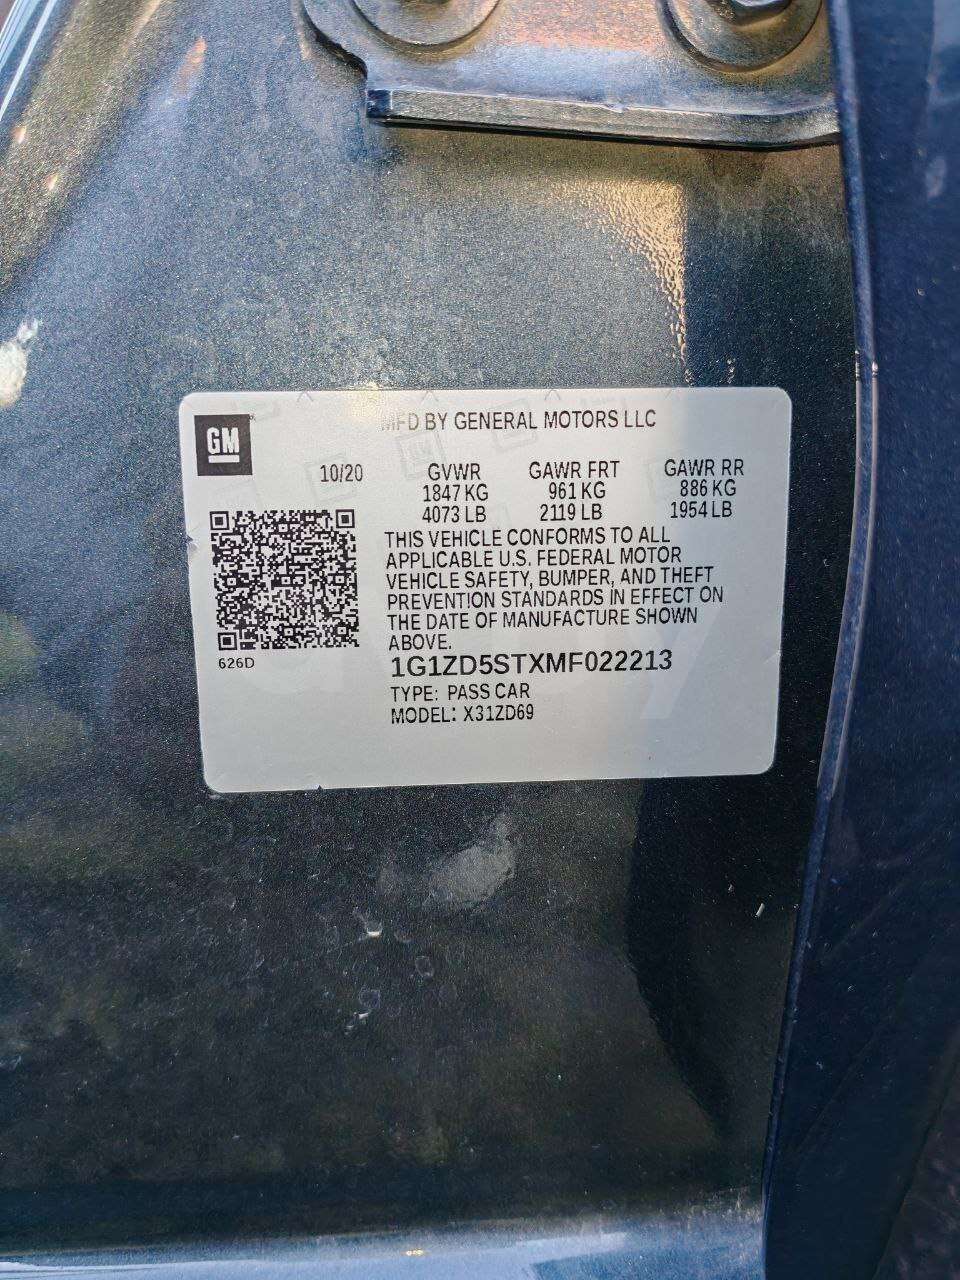 GM
MFD BY GENERAL MOTORS LLC
10/20 GVWR GAWR FRT GAWR RR
1847 KG 961 KG 886 KG
4073 LB 2119 LB 1954 LB
THIS VEHICLE CONFORMS TO ALL
APPLICABLE U.S. FEDERAL MOTOR
VEHICLE SAFETY, BUMPER, AND THEFT
PREVENTION STANDARDS IN EFFECT ON
THE DATE OF MANUFACTURE SHOWN
ABOVE.
626D
1G1ZD5STXMF022213
TYPE: PASS CAR
MODEL: X31ZD69